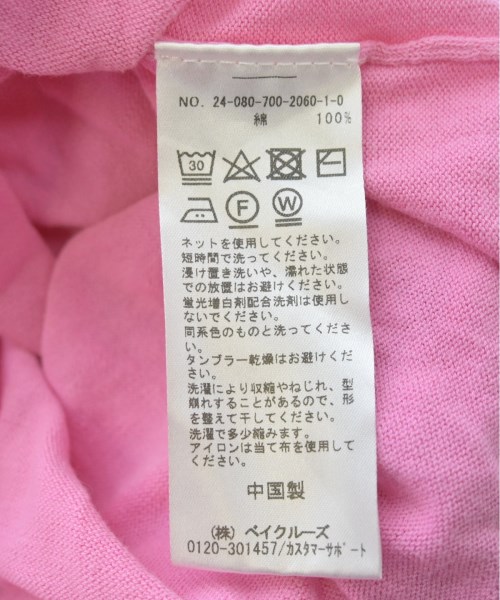 NO. 24-080-700-2060-1-0
綿 100%
30
F W
ネットを使用してください。
短時間で洗ってください。
浸け置き洗いや、濡れた状態
での放置はお避けください。
蛍光増白剤配合洗剤は使用し
ないでください。
同系色のものと洗ってくださ
い。
タンブラー乾燥はお避けくだ
さい。
洗濯により収縮やねじれ、型
崩れすることがあるので、形
を整えて干してください。
洗濯で多少縮みます。
アイロンは当て布を使用して
ください。
中国製
(株) ベイクルーズ
0120-301457/カスタマーサポート